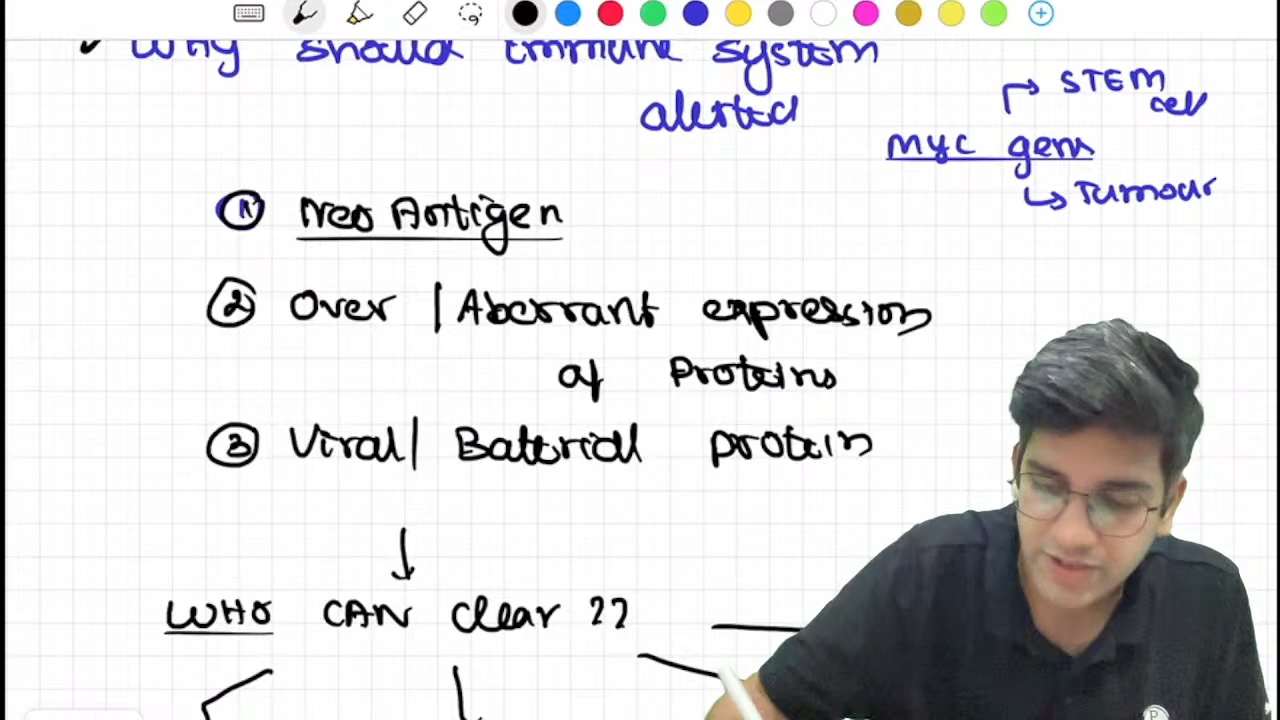 ✓ Why should immune system
alerted
STEM
cell
MYC gene
Tumour
① Neo Antigen
② Over | Aberrant expression
of Proteins
③ Viral | Baterial protein
WHO CAN clear ??
P